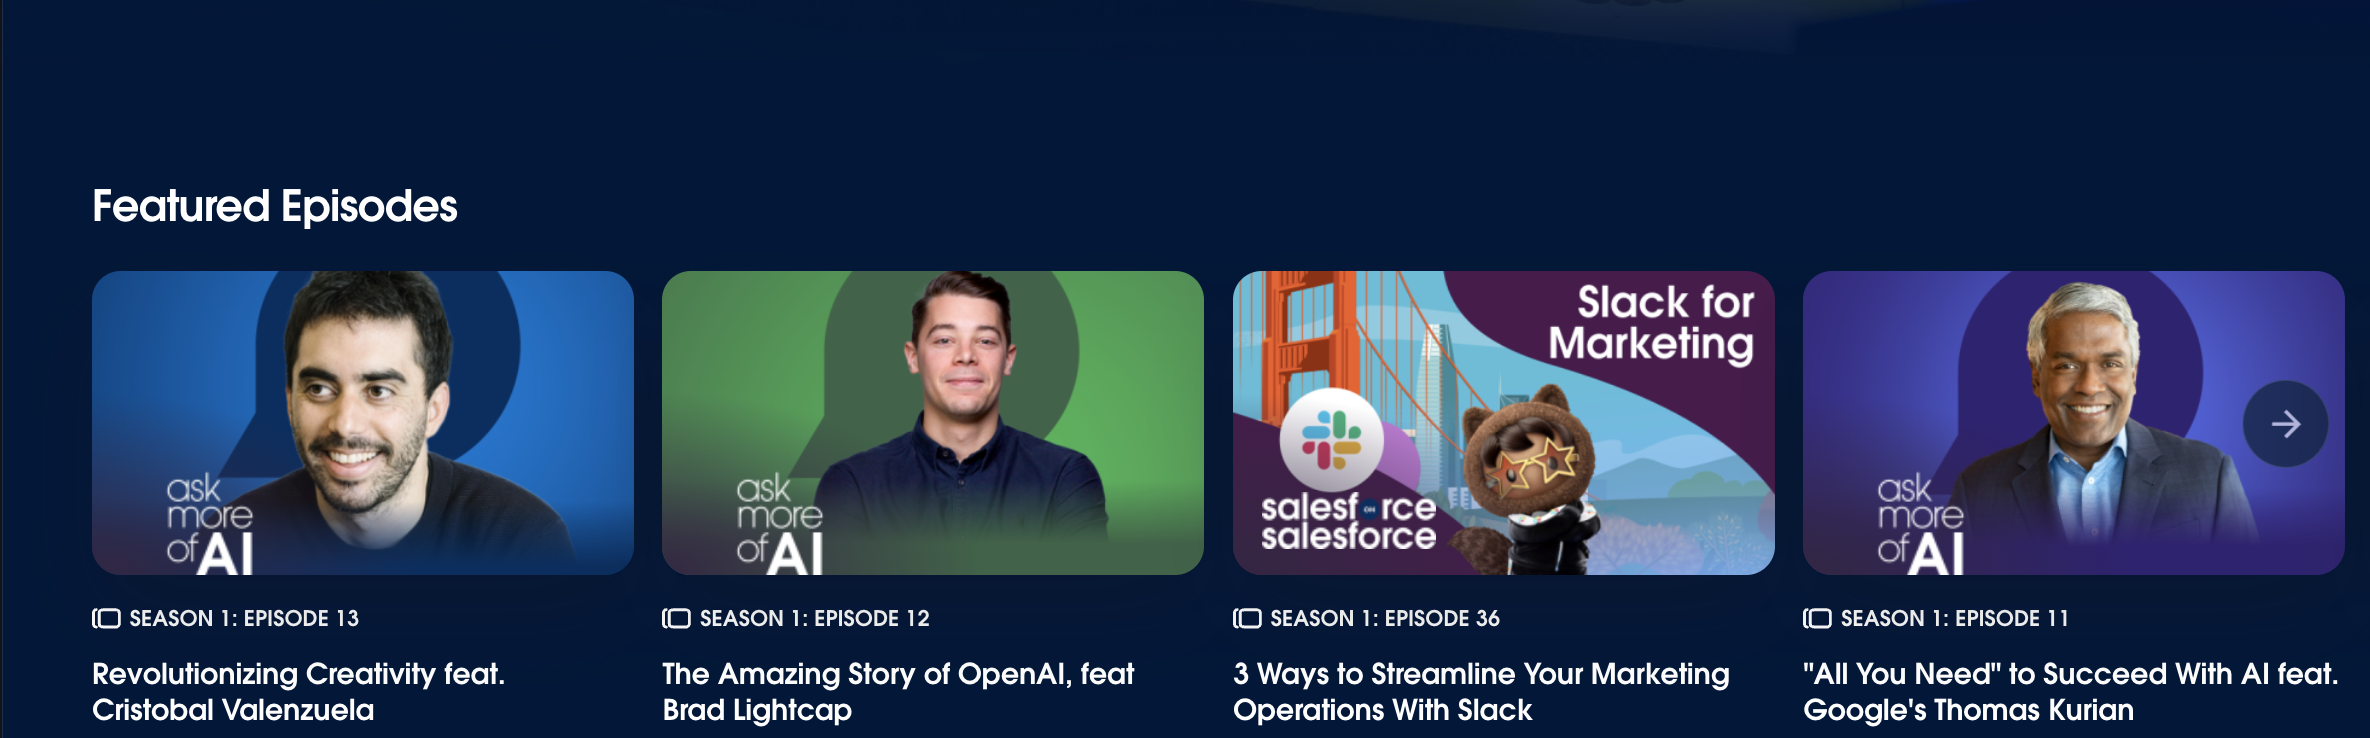 Featured Episodes
ask
more
of AI
ask
more
of AI
Slack for
Marketing
salesforce
salesforce
ask
more
of AI
SEASON 1: EPISODE 13
SEASON 1: EPISODE 12
SEASON 1: EPISODE 36
SEASON 1: EPISODE 11
Revolutionizing Creativity feat.
Cristobal Valenzuela
The Amazing Story of OpenAI, feat
Brad Lightcap
3 Ways to Streamline Your Marketing
Operations With Slack
"All You Need" to Succeed With AI feat.
Google's Thomas Kurian